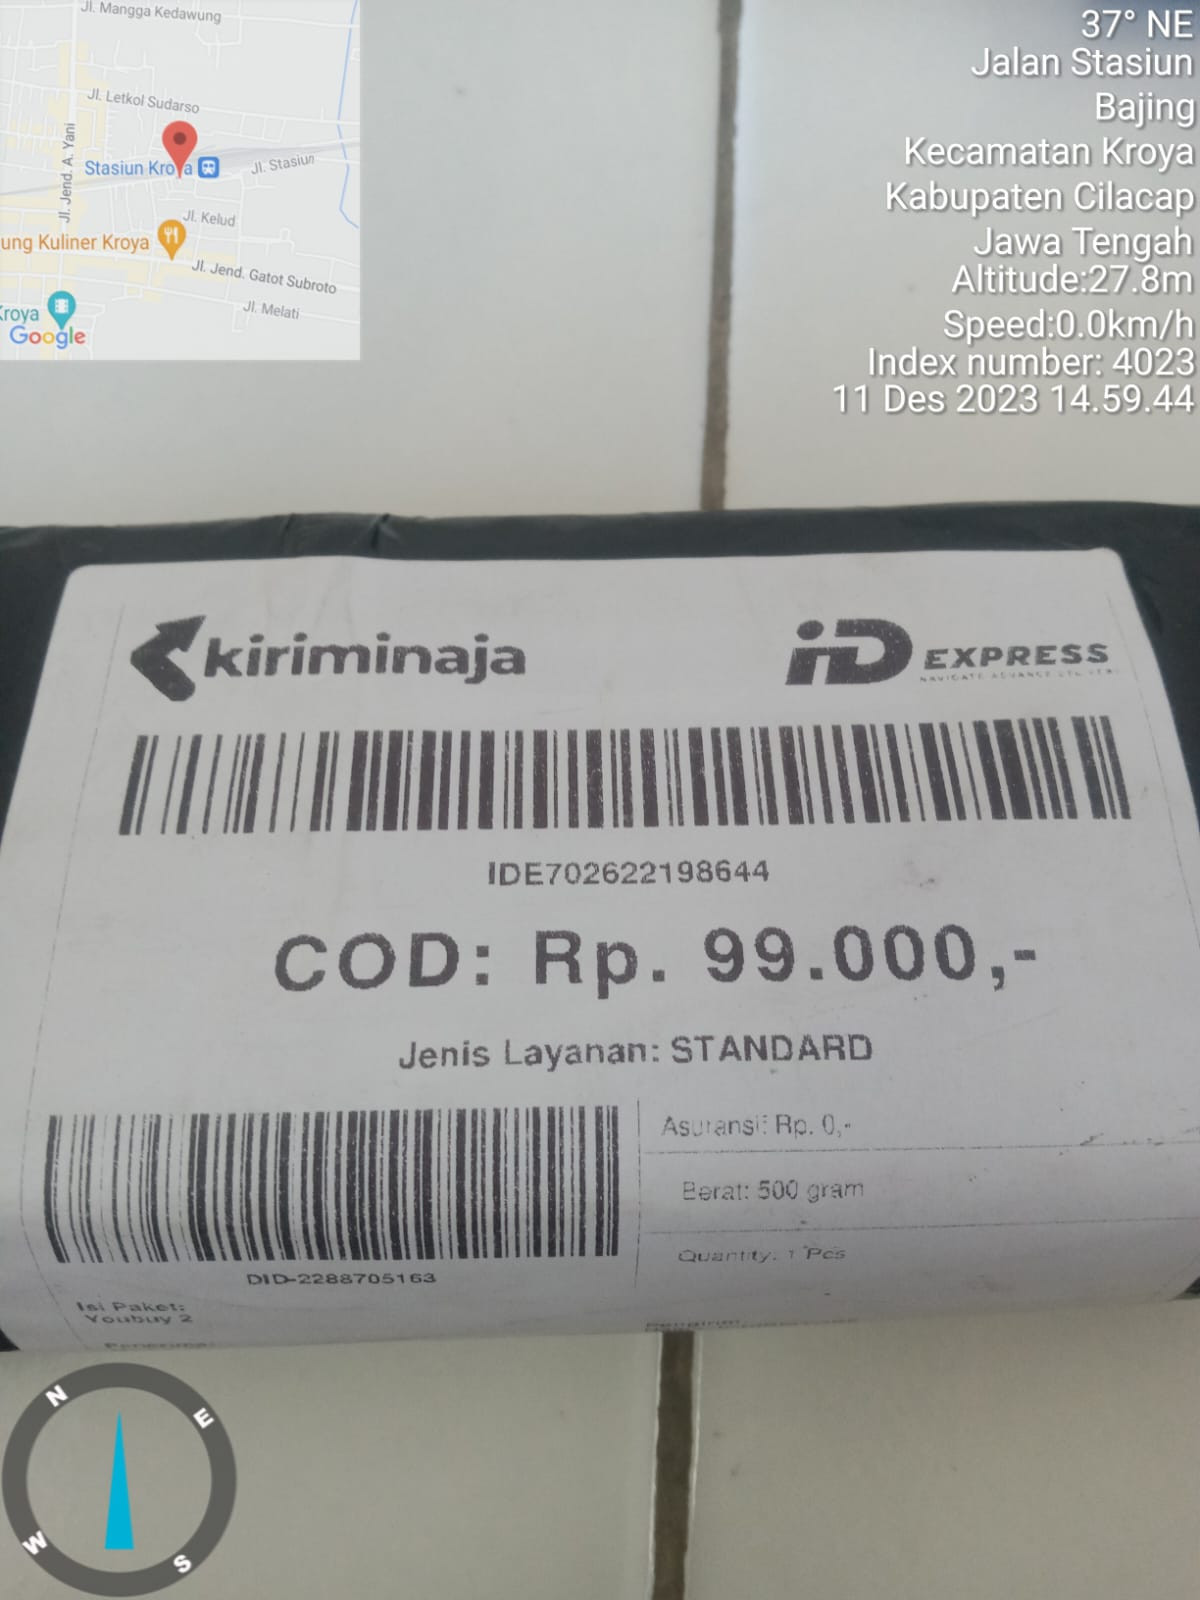 Jl. Mangga Kedawung
Jl. Letkol Sudarso
Jl. Jend. A. Yani
Stasiun Kroya
Jl. Stasiun
Jl. Kelud
ung Kuliner Kroya
Jl. Jend. Gatot Subroto
Jl. Melati
Kroya
Google
37° NE
Jalan Stasiun
Bajing
Kecamatan Kroya
Kabupaten Cilacap
Jawa Tengah
Altitude:27.8m
Speed:0.0km/h
Index number: 4023
11 Des 2023 14.59.44
kiriminaja
iD EXPRESS
IDE702622198644
COD: Rp. 99.000,-
Jenis Layanan: STANDARD
Asuransi: Rp. 0,-
Berat: 500 gram
Quantity: 1 Pcs
DID-2288705163
Isi Paket:
Youbuy 2
N
E
W
S